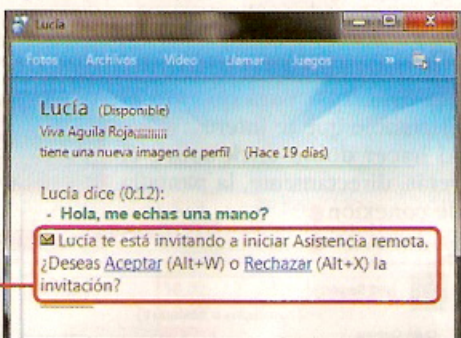 Lucía
Fotos Archivos Vídeo Llamar Juegos »
Lucía (Disponible)
Viva Aguila Roja¡¡¡¡¡¡¡¡
tiene una nueva imagen de perfil (Hace 19 días)
Lucía dice (0:12):
- Hola, me echas una mano?
Lucía te está invitando a iniciar Asistencia remota.
¿Deseas Aceptar (Alt+W) o Rechazar (Alt+X) la
invitación?